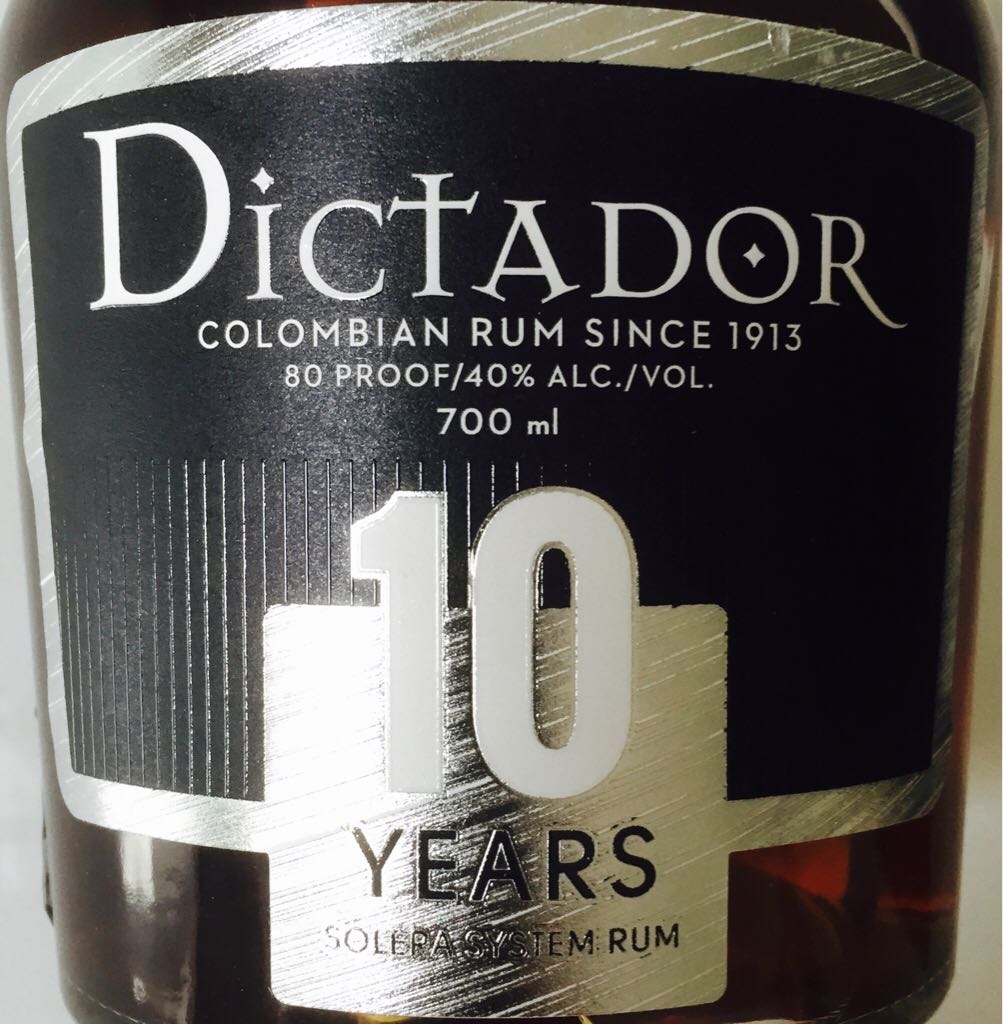 DiCTADOR
COLOMBIAN RUM SINCE 1913
80 PROOF/40% ALC./VOL.
700 ml
10
YEARS
SOLERA SYSTEM RUM